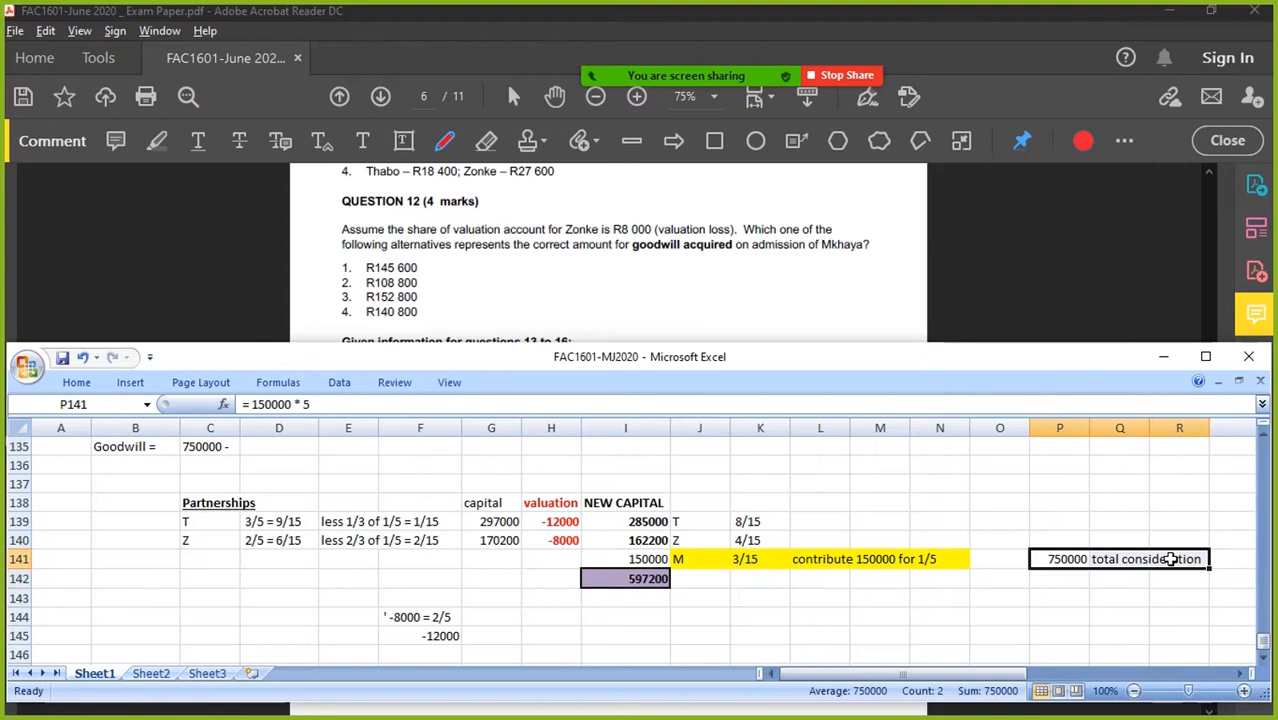 FAC1601-June 2020 _ Exam Paper.pdf - Adobe Acrobat Reader DC
File Edit View Sign Window Help
Home Tools FAC1601-June 202... × Sign In
You are screen sharing Stop Share
6 / 11 75%
Comment Close
4. Thabo – R18 400; Zonke – R27 600
QUESTION 12 (4 marks)
Assume the share of valuation account for Zonke is R8 000 (valuation loss). Which one of the
following alternatives represents the correct amount for goodwill acquired on admission of Mkhaya?
1. R145 600
2. R108 800
3. R152 800
4. R140 800
Given information for questions 13 to 16:
FAC1601-MJ2020 - Microsoft Excel
Home Insert Page Layout Formulas Data Review View
P141 fx = 150000 * 5
A B C D E F G H I J K L M N O P Q R
135 Goodwill = 750000 -
136
137
138 Partnerships capital valuation NEW CAPITAL
139 T 3/5 = 9/15 less 1/3 of 1/5 = 1/15 297000 -12000 285000 T 8/15
140 Z 2/5 = 6/15 less 2/3 of 1/5 = 2/15 170200 -8000 162200 Z 4/15
141 150000 M 3/15 contribute 150000 for 1/5 750000 total consideration
142 597200
143
144 ' -8000 = 2/5
145 -12000
146
Sheet1 Sheet2 Sheet3
Ready Average: 750000 Count: 2 Sum: 750000 100%